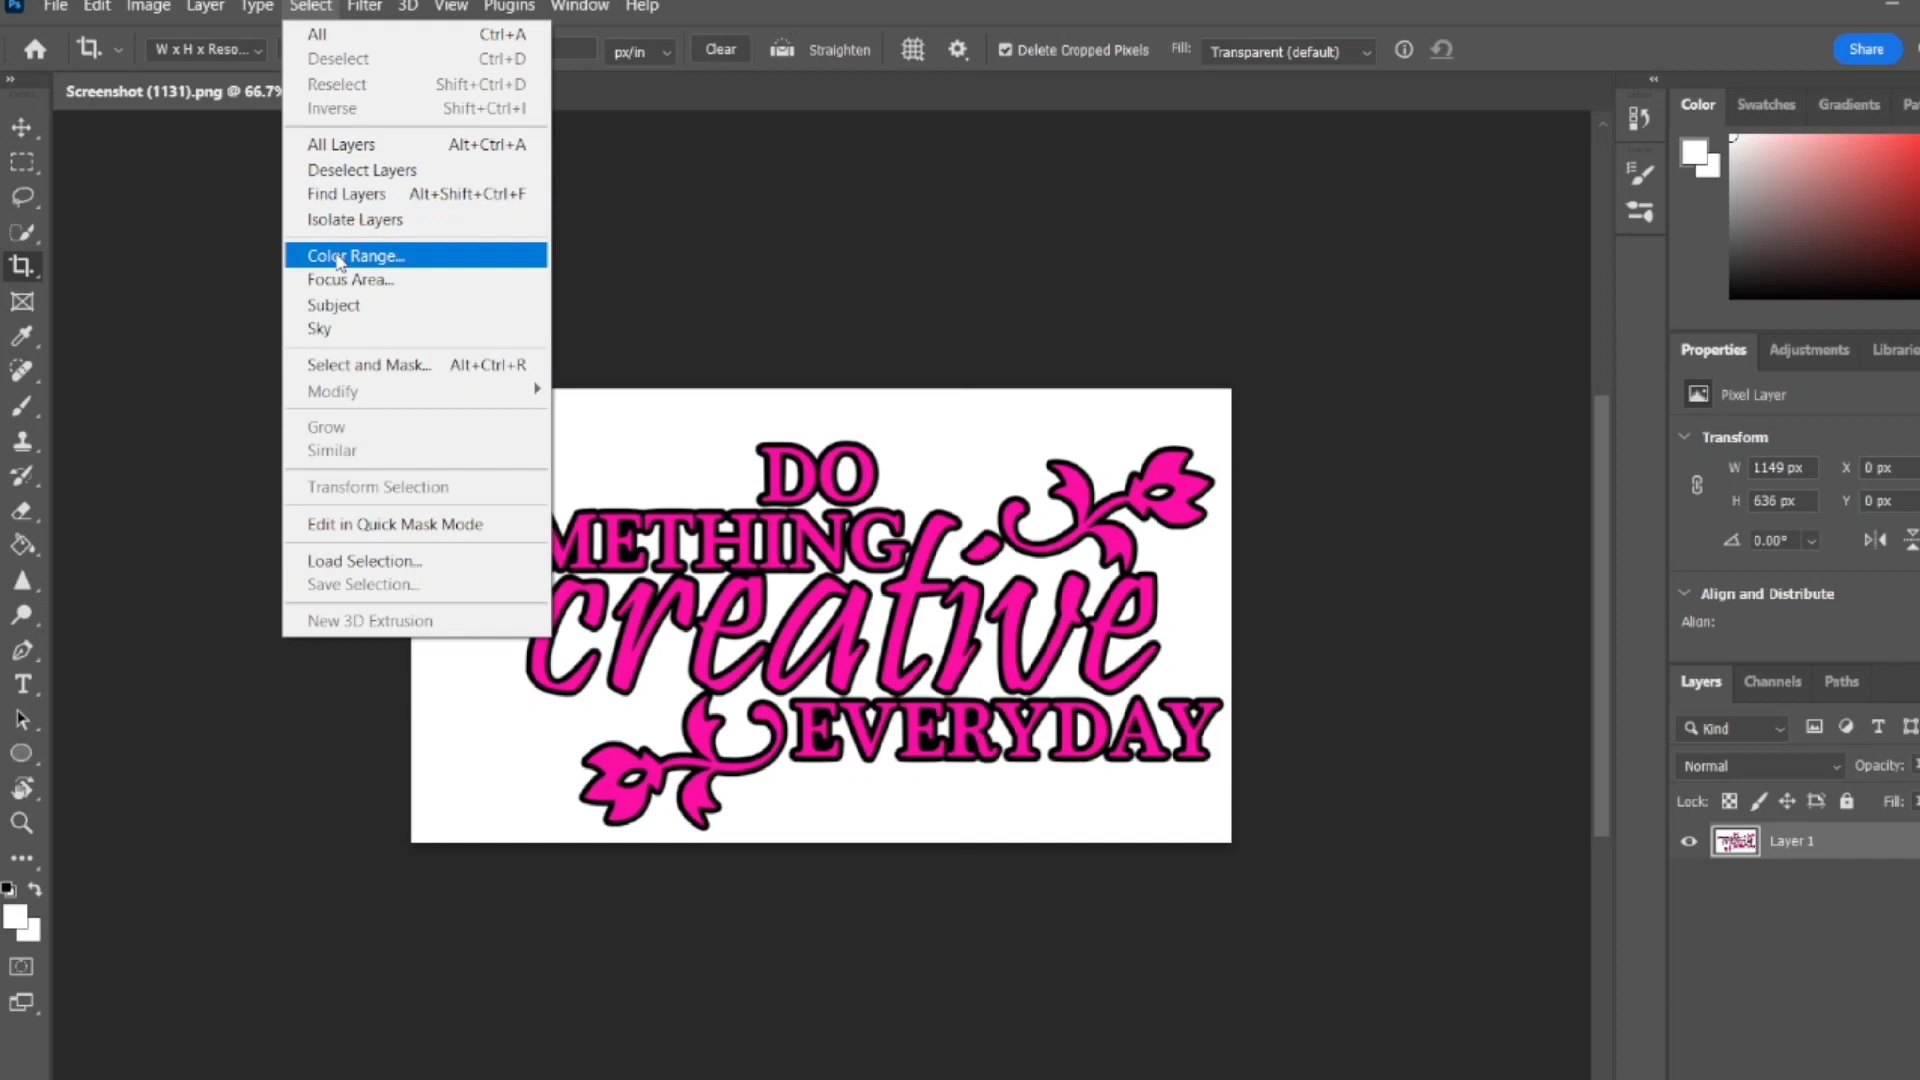 Ps File Edit Image Layer Type Select Filter 3D View Plugins Window Help
W x H x Reso... px/in Clear Straighten Delete Cropped Pixels Fill: Transparent (default) Share
Screenshot (1131).png @ 66.7%
All Ctrl+A
Deselect Ctrl+D
Reselect Shift+Ctrl+D
Inverse Shift+Ctrl+I
All Layers Alt+Ctrl+A
Deselect Layers
Find Layers Alt+Shift+Ctrl+F
Isolate Layers
Color Range...
Focus Area...
Subject
Sky
Select and Mask... Alt+Ctrl+R
Modify
Grow
Similar
Transform Selection
Edit in Quick Mask Mode
Load Selection...
Save Selection...
New 3D Extrusion
DO
METHING
creative
EVERYDAY
Color Swatches Gradients Pa
Properties Adjustments Librarie
Pixel Layer
Transform
W 1149 px X 0 px
H 636 px Y 0 px
0.00°
Align and Distribute
Align:
Layers Channels Paths
Kind
Normal Opacity:
Lock: Fill:
Layer 1